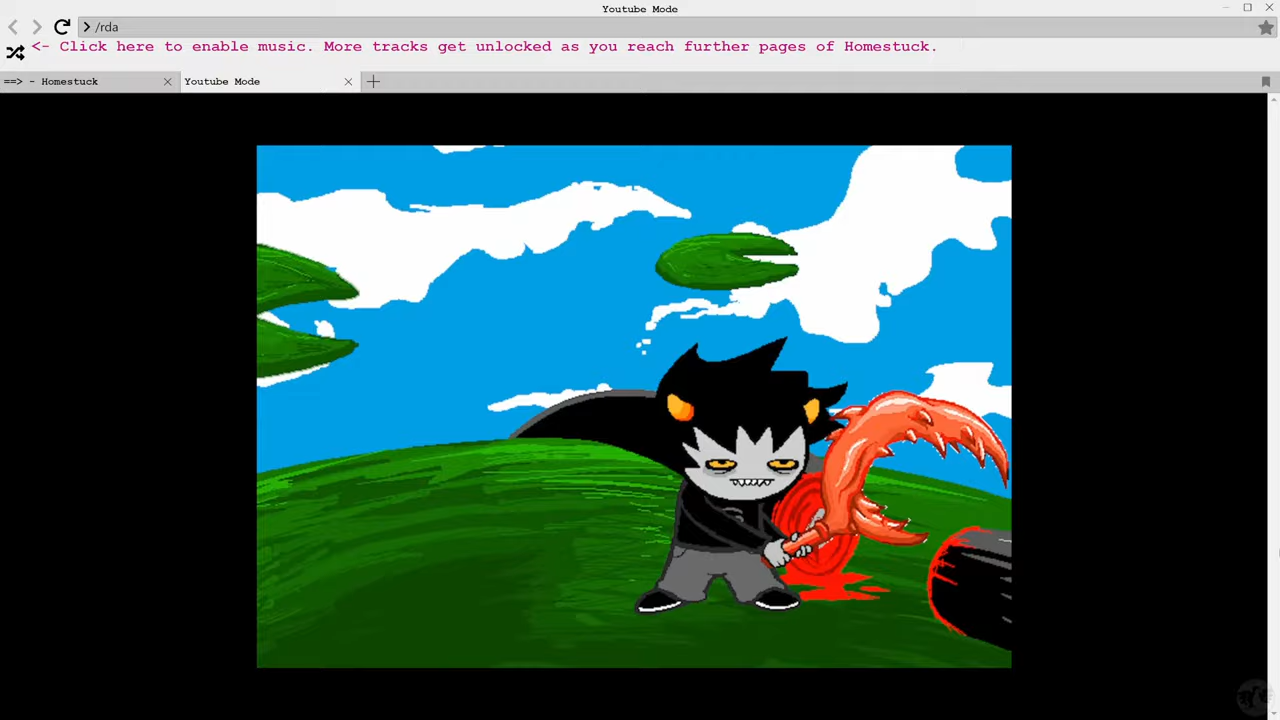 Youtube Mode
/rda
<- Click here to enable music. More tracks get unlocked as you reach further pages of Homestuck.
==> - Homestuck
Youtube Mode